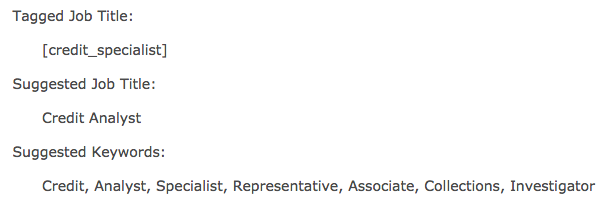 Tagged Job Title:
[credit_specialist]
Suggested Job Title:
Credit Analyst
Suggested Keywords:
Credit, Analyst, Specialist, Representative, Associate, Collections, Investigator